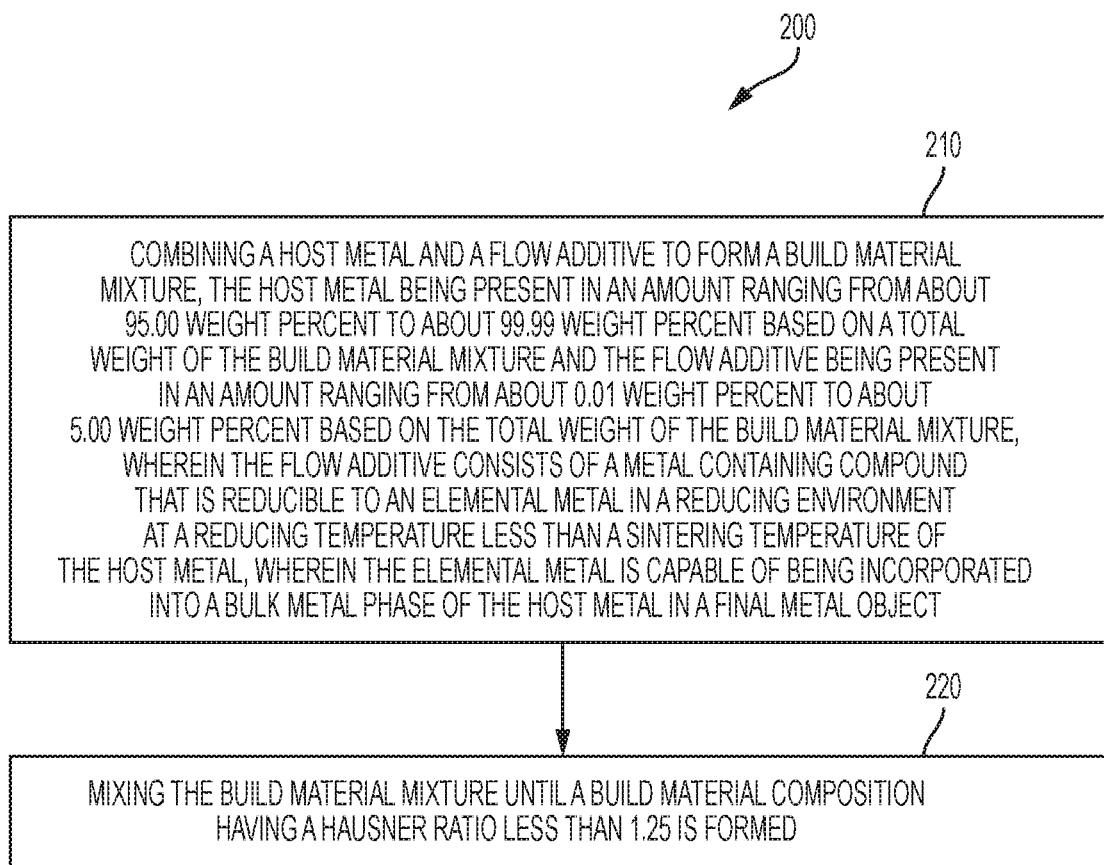 200
210
COMBINING A HOST METAL AND A FLOW ADDITIVE TO FORM A BUILD MATERIAL
MIXTURE, THE HOST METAL BEING PRESENT IN AN AMOUNT RANGING FROM ABOUT
95.00 WEIGHT PERCENT TO ABOUT 99.99 WEIGHT PERCENT BASED ON A TOTAL
WEIGHT OF THE BUILD MATERIAL MIXTURE AND THE FLOW ADDITIVE BEING PRESENT
IN AN AMOUNT RANGING FROM ABOUT 0.01 WEIGHT PERCENT TO ABOUT
5.00 WEIGHT PERCENT BASED ON THE TOTAL WEIGHT OF THE BUILD MATERIAL MIXTURE,
WHEREIN THE FLOW ADDITIVE CONSISTS OF A METAL CONTAINING COMPOUND
THAT IS REDUCIBLE TO AN ELEMENTAL METAL IN A REDUCING ENVIRONMENT
AT A REDUCING TEMPERATURE LESS THAN A SINTERING TEMPERATURE OF
THE HOST METAL, WHEREIN THE ELEMENTAL METAL IS CAPABLE OF BEING INCORPORATED
INTO A BULK METAL PHASE OF THE HOST METAL IN A FINAL METAL OBJECT
220
MIXING THE BUILD MATERIAL MIXTURE UNTIL A BUILD MATERIAL COMPOSITION
HAVING A HAUSNER RATIO LESS THAN 1.25 IS FORMED